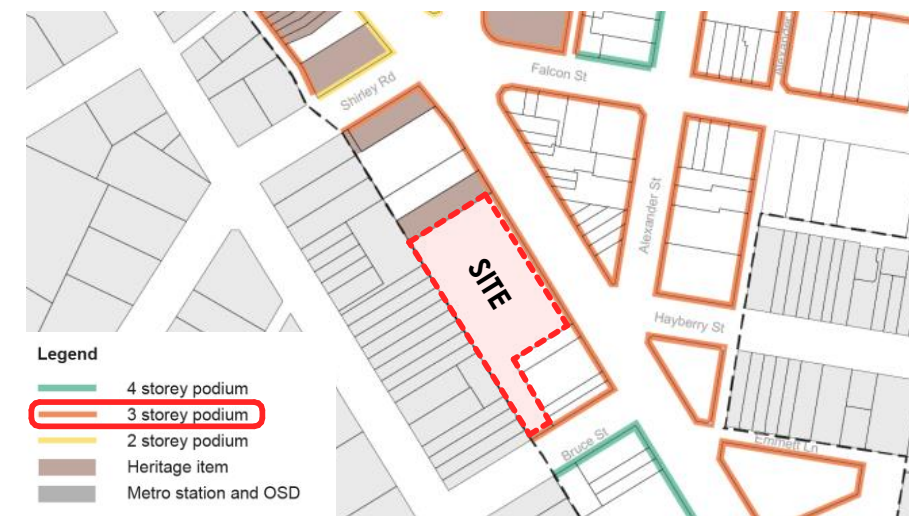 Falcon St
Alexander
Shirley Rd
SITE
Alexander St
Hayberry St
Legend
4 storey podium
3 storey podium
2 storey podium
Heritage item
Metro station and OSD
Bruce St
Emmett Ln